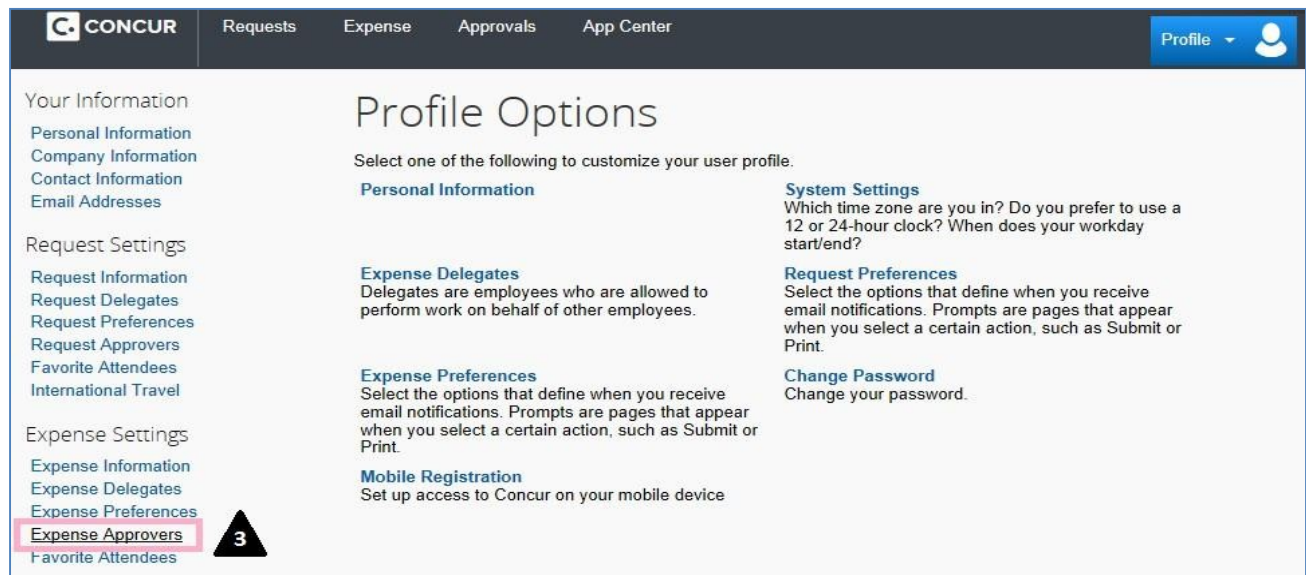 C. CONCUR Requests Expense Approvals App Center Profile
Your Information
Personal Information
Company Information
Contact Information
Email Addresses
Request Settings
Request Information
Request Delegates
Request Preferences
Request Approvers
Favorite Attendees
International Travel
Expense Settings
Expense Information
Expense Delegates
Expense Preferences
Expense Approvers 3
Favorite Attendees
Profile Options
Select one of the following to customize your user profile.
Personal Information
System Settings
Which time zone are you in? Do you prefer to use a
12 or 24-hour clock? When does your workday
start/end?
Expense Delegates
Delegates are employees who are allowed to
perform work on behalf of other employees.
Request Preferences
Select the options that define when you receive
email notifications. Prompts are pages that appear
when you select a certain action, such as Submit or
Print.
Expense Preferences
Select the options that define when you receive
email notifications. Prompts are pages that appear
when you select a certain action, such as Submit or
Print.
Change Password
Change your password.
Mobile Registration
Set up access to Concur on your mobile device